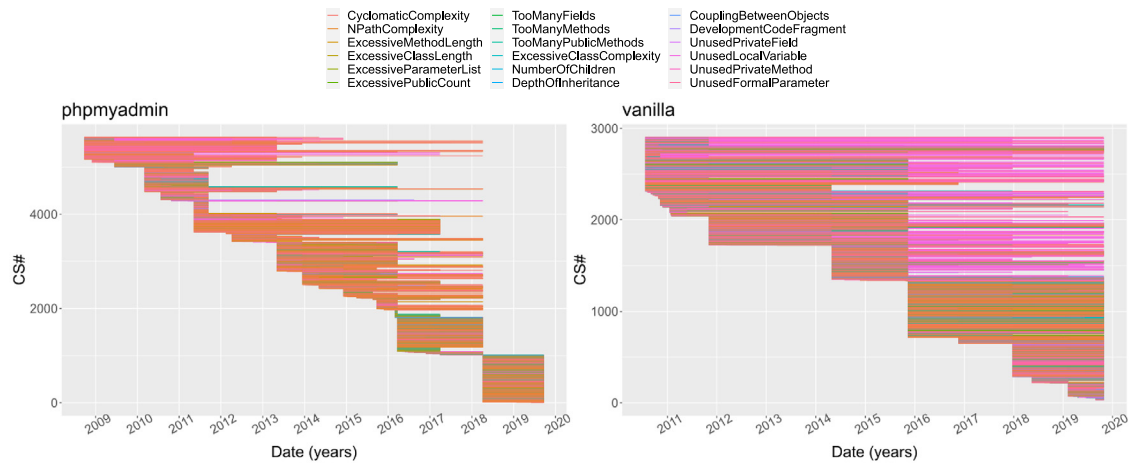 CyclomaticComplexity TooManyFields CouplingBetweenObjects
NPathComplexity TooManyMethods DevelopmentCodeFragment
ExcessiveMethodLength TooManyPublicMethods UnusedPrivateField
ExcessiveClassLength ExcessiveClassComplexity UnusedLocalVariable
ExcessiveParameterList NumberOfChildren UnusedPrivateMethod
ExcessivePublicCount DepthOfInheritance UnusedFormalParameter
phpmyadmin
CS#
4000
2000
0
2009 2010 2011 2012 2013 2014 2015 2016 2017 2018 2019 2020
Date (years)
vanilla
CS#
3000
2000
1000
0
2011 2012 2013 2014 2015 2016 2017 2018 2019 2020
Date (years)